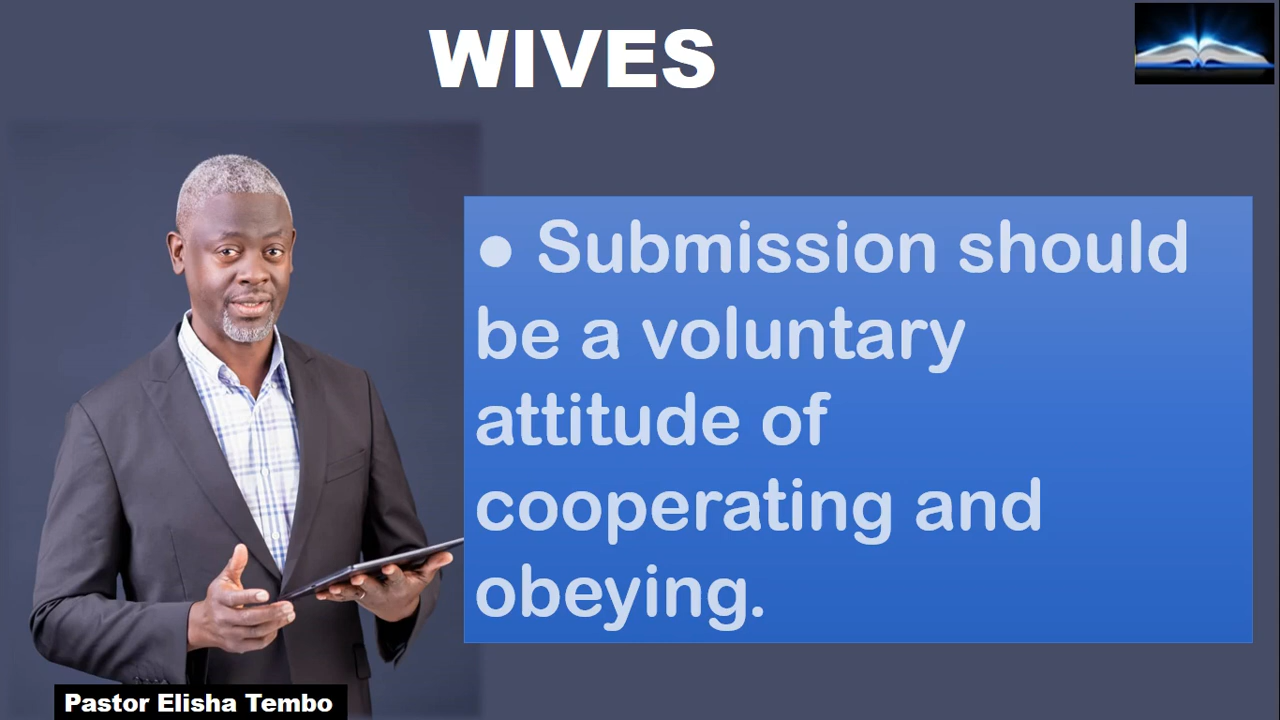 WIVES
● Submission should
be a voluntary
attitude of
cooperating and
obeying.
Pastor Elisha Tembo